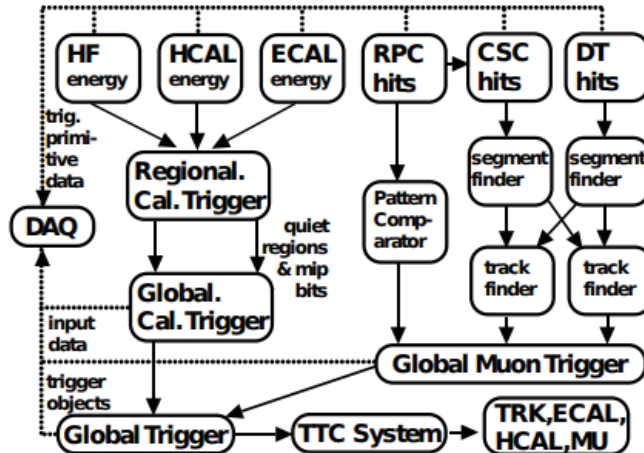 HF
energy
HCAL
energy
ECAL
energy
RPC
hits
CSC
hits
DT
hits
trig.
primi-
tive
data
Regional.
Cal. Trigger
segment
finder
segment
finder
Pattern
Comp-
arator
DAQ
quiet
regions
& mip
bits
Global.
Cal. Trigger
track
finder
track
finder
input
data
Global Muon Trigger
trigger
objects
Global Trigger
TTC System
TRK,ECAL,
HCAL,MU